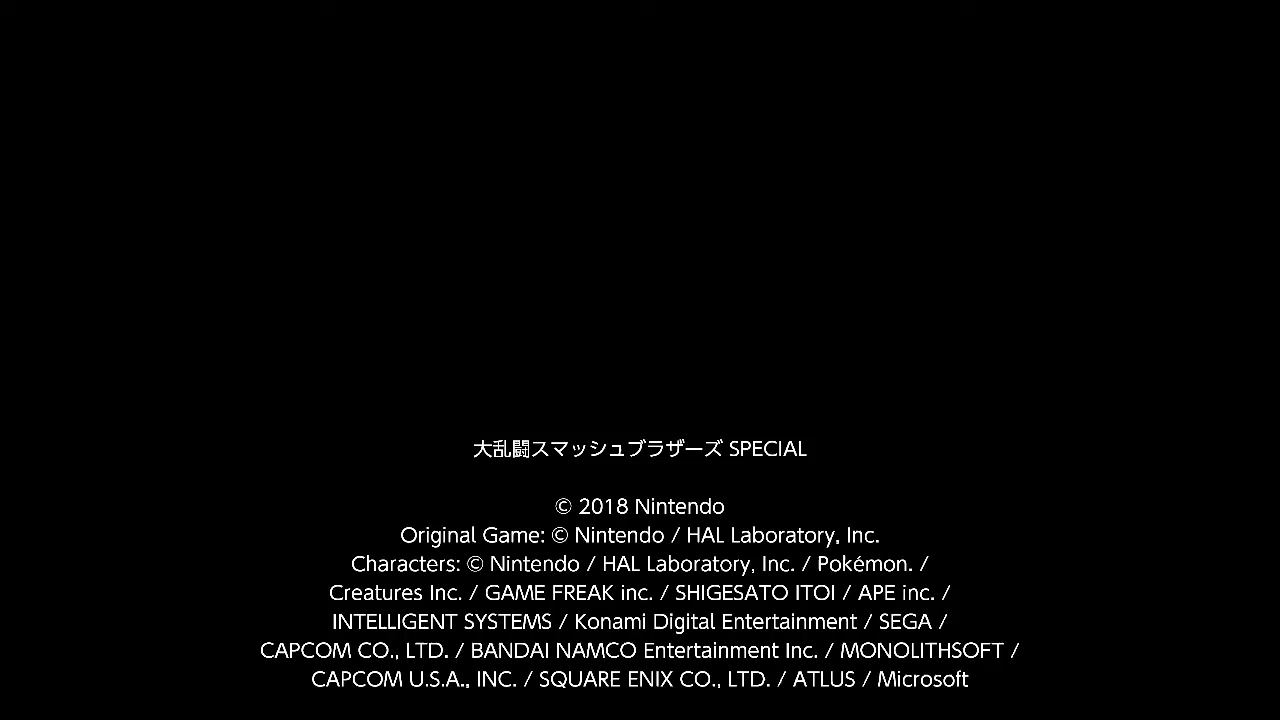 大乱闘スマッシュブラザーズ SPECIAL
© 2018 Nintendo
Original Game: © Nintendo / HAL Laboratory, Inc.
Characters: © Nintendo / HAL Laboratory, Inc. / Pokémon. /
Creatures Inc. / GAME FREAK inc. / SHIGESATO ITOI / APE inc. /
INTELLIGENT SYSTEMS / Konami Digital Entertainment / SEGA /
CAPCOM CO., LTD. / BANDAI NAMCO Entertainment Inc. / MONOLITHSOFT /
CAPCOM U.S.A., INC. / SQUARE ENIX CO., LTD. / ATLUS / Microsoft